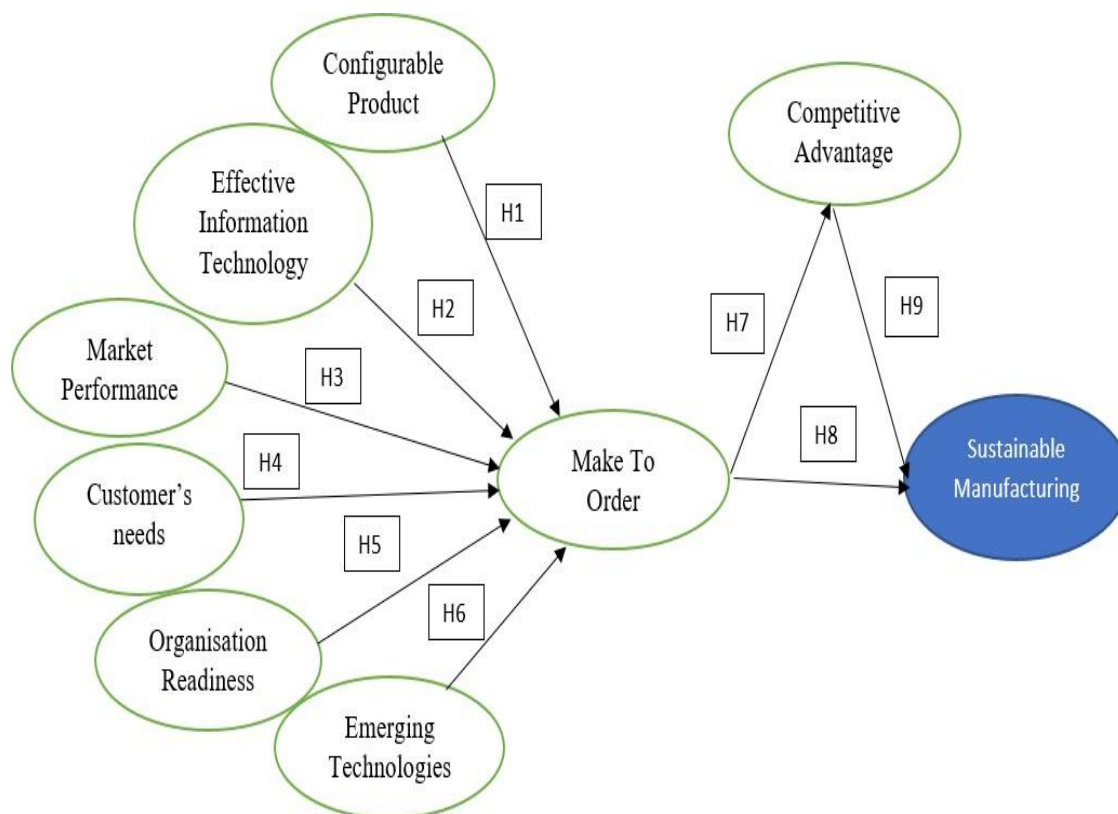 Configurable
Product
Effective
Information
Technology
Market
Performance
Customer’s
needs
Organisation
Readiness
Emerging
Technologies
H1
H2
H3
H4
H5
H6
Make To
Order
H7
H8
H9
Competitive
Advantage
Sustainable
Manufacturing